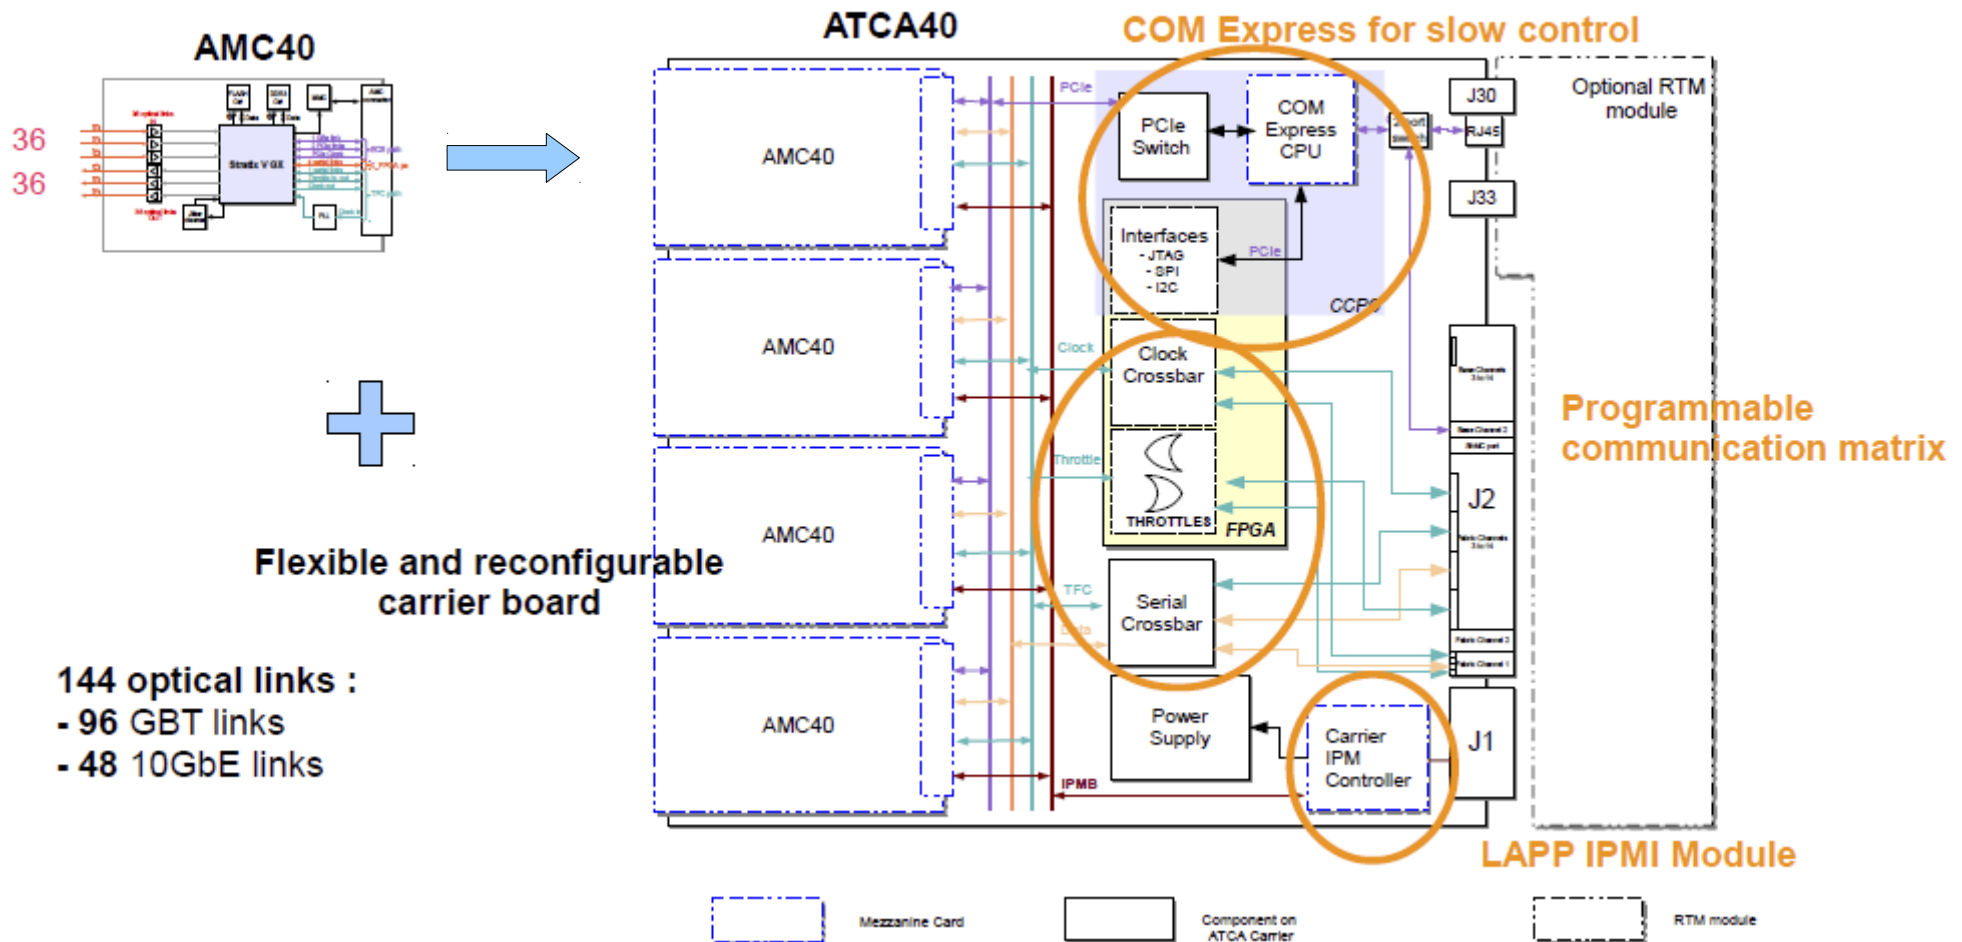 AMC40
ATCA40
COM Express for slow control
36
36
Stratix V GX
PLL
AMC40
AMC40
AMC40
AMC40
PCIe
PCIe
Switch
COM
Express
CPU
J30
RJ45
J33
Optional RTM
module
Interfaces
- JTAG
- SPI
- I2C
PCIe
Clock
Clock
Crossbar
Throttle
THROTTLES
FPGA
Programmable
communication matrix
J2
Flexible and reconfigurable
carrier board
TFC
Data
Serial
Crossbar
144 optical links :
- 96 GBT links
- 48 10GbE links
Power
Supply
Carrier
IPM
Controller
J1
IPMB
LAPP IPMI Module
Mezzanine Card
Component on
ATCA Carrier
RTM module